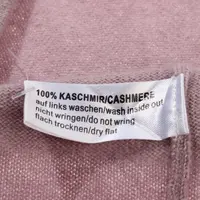 100% KASCHMIR/CASHMERE
auf links waschen/wash inside out
nicht wringen/do not wring
flach trocknen/dry flat